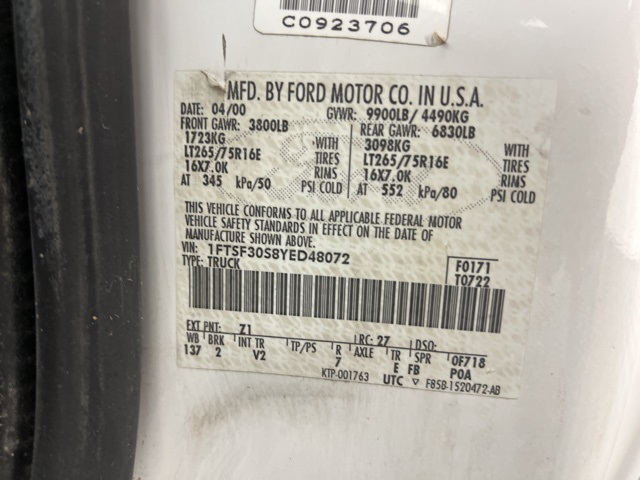 C0923706
MFD. BY FORD MOTOR CO. IN U.S.A.
DATE: 04/00 GVWR: 9900LB/ 4490KG
FRONT GAWR: 3800LB REAR GAWR: 6830LB
1723KG WITH 3098KG WITH
LT265/75R16E TIRES LT265/75R16E TIRES
16X7.0K RINS 16X7.0K RINS
AT 345 kPa/50 PSI COLD AT 552 kPa/80 PSI COLD
THIS VEHICLE CONFORMS TO ALL APPLICABLE FEDERAL MOTOR
VEHICLE SAFETY STANDARDS IN EFFECT ON THE DATE OF
MANUFACTURE SHOWN ABOVE.
VIN: 1FTSF30S8YED48072
TYPE: TRUCK
F0171
T0722
EXT PNT: Z1 RC: 27 DSO:
WB BRK INT TR TP/PS R AXLE TR SPR 0F718
137 2 V2 7 E FB P0A
KTP-001763 UTC F85B-1520472-AB